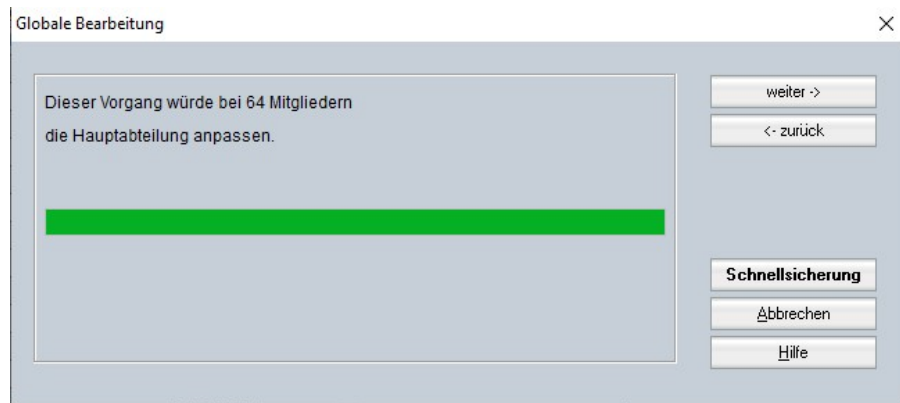 Globale Bearbeitung
Dieser Vorgang würde bei 64 Mitgliedern
die Hauptabteilung anpassen.
weiter ->
<- zurück
Schnellsicherung
Abbrechen
Hilfe